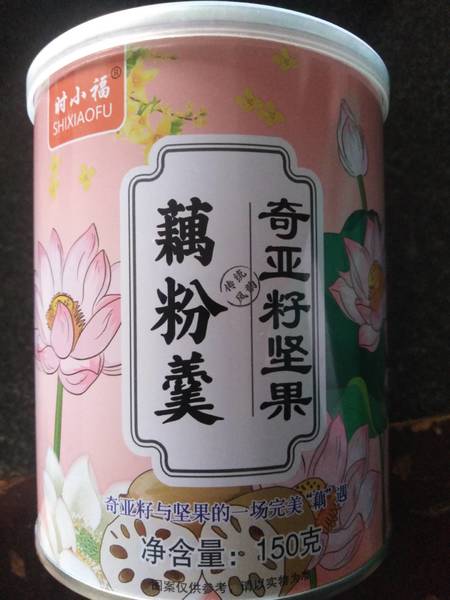 时小福®
SHIXIAOFU
奇亚籽坚果
传统
风韵
藕粉羹
奇亚籽与坚果的一场完美“藕”遇
净含量：150克
图案仅供参考，请以实物为准